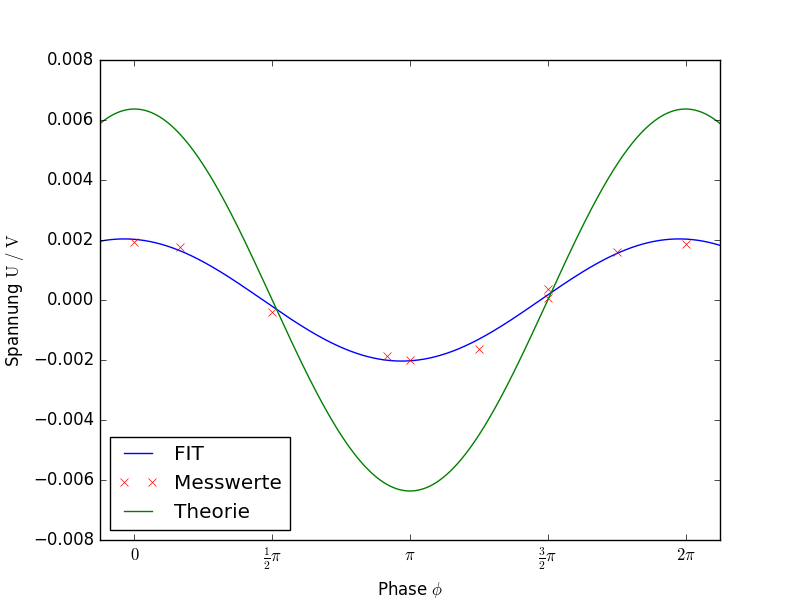 0.008
0.006
0.004
0.002
0.000
−0.002
−0.004
−0.006
−0.008
Spannung U / V
FIT
Messwerte
Theorie
0 1/2π π 3/2π 2π
Phase ϕ